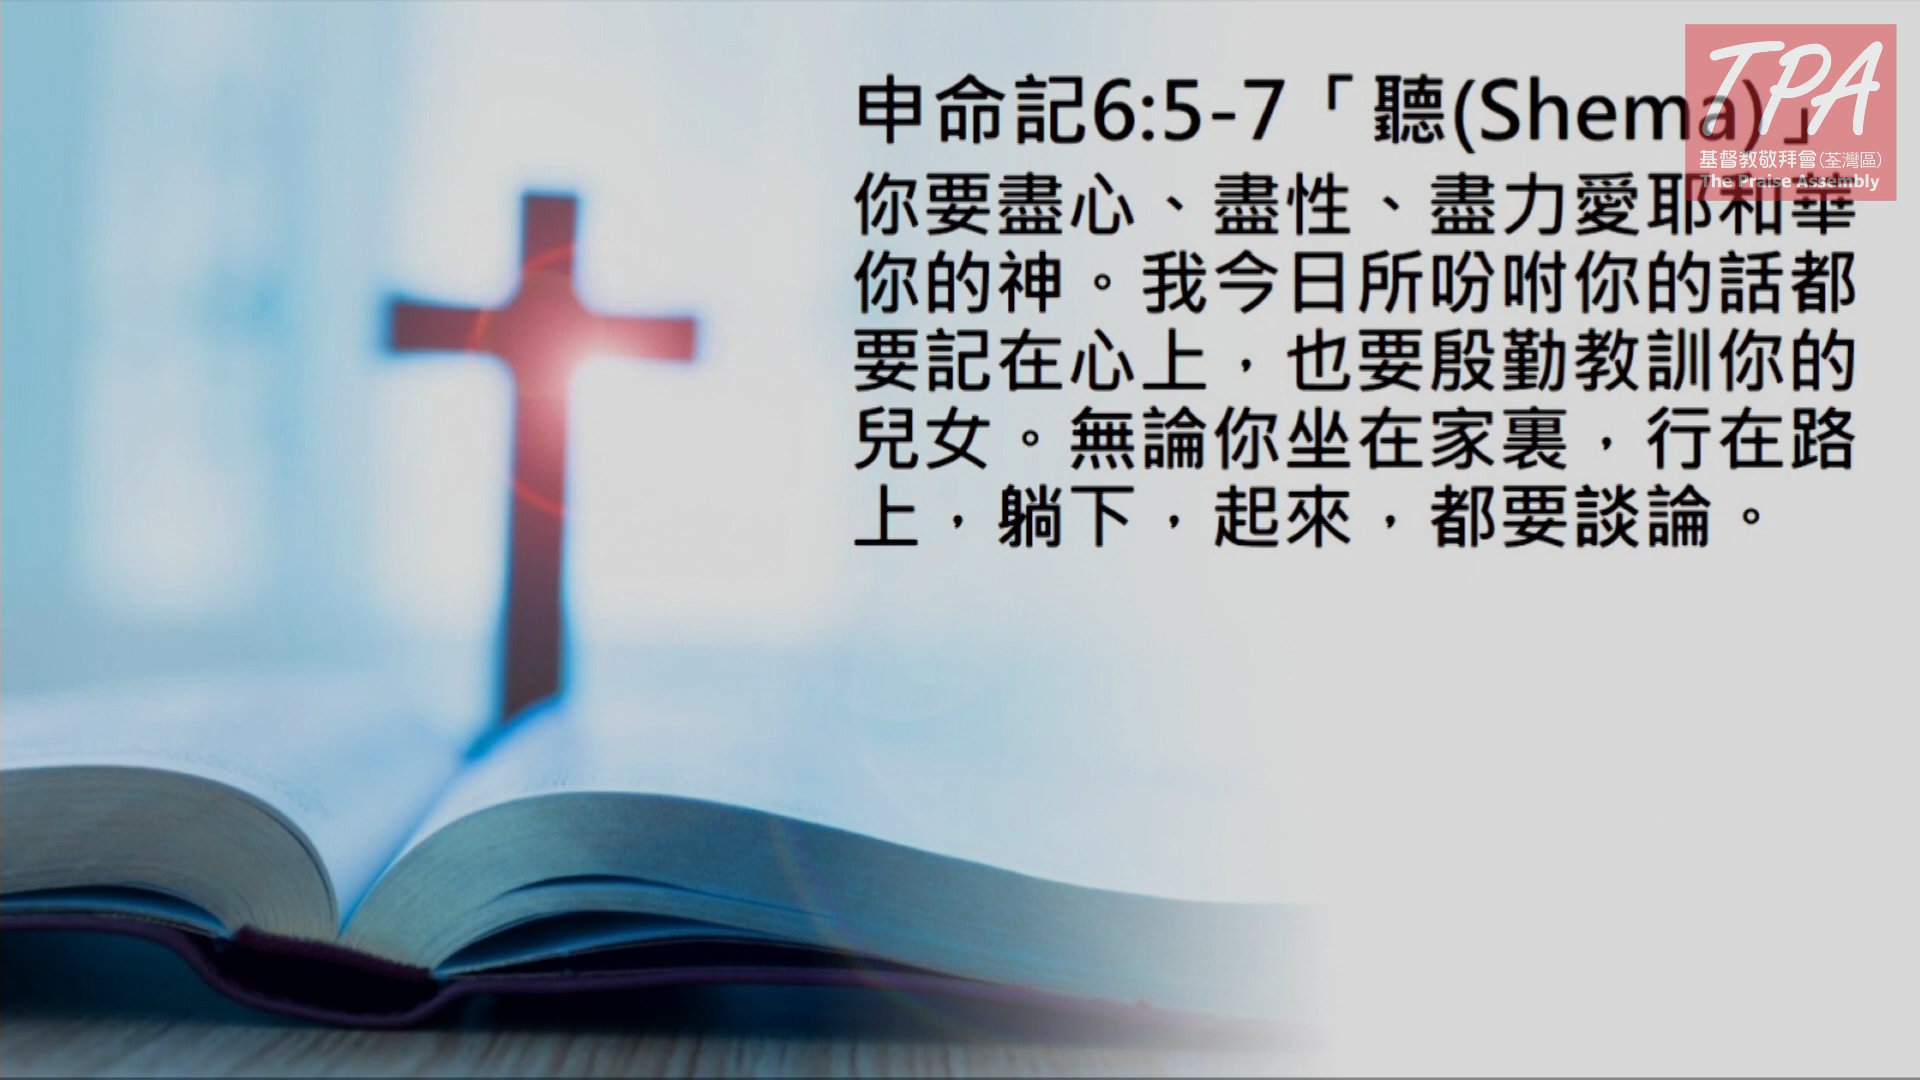 申命記6:5-7「聽(Shema)」
你要盡心、盡性、盡力愛耶和華
你的神。我今日所吩咐你的話都
要記在心上，也要殷勤教訓你的
兒女。無論你坐在家裏，行在路
上，躺下，起來，都要談論。
TPA
基督教敬拜會(荃灣區)
The Praise Assembly